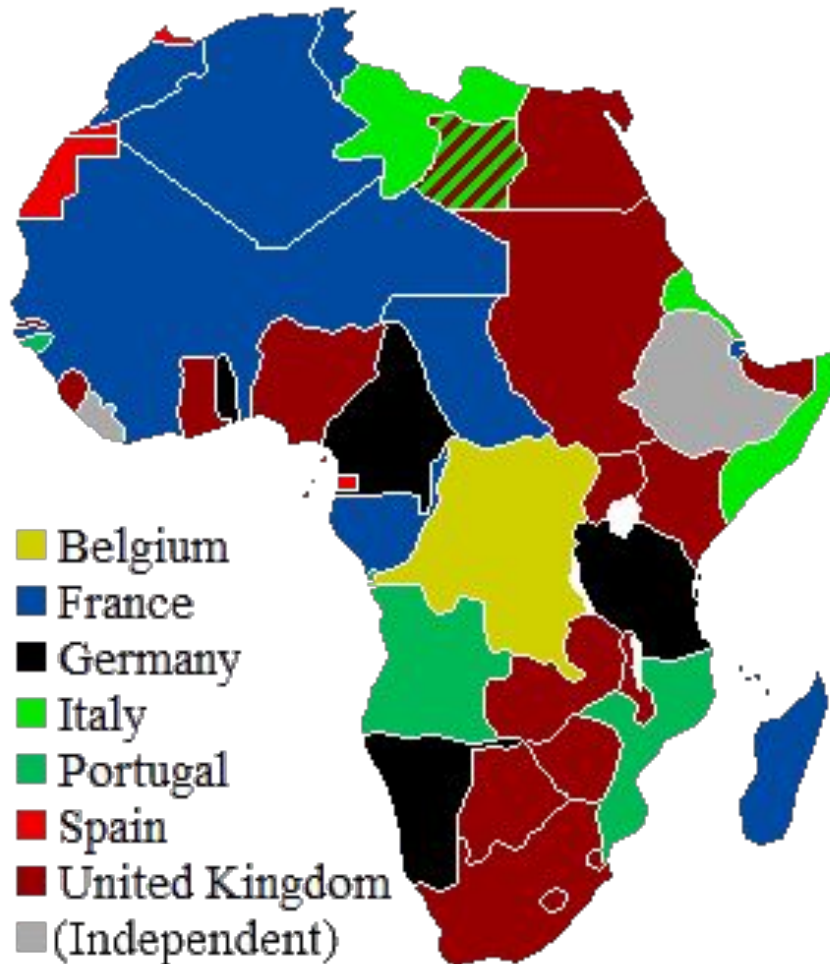 Belgium
France
Germany
Italy
Portugal
Spain
United Kingdom
(Independent)